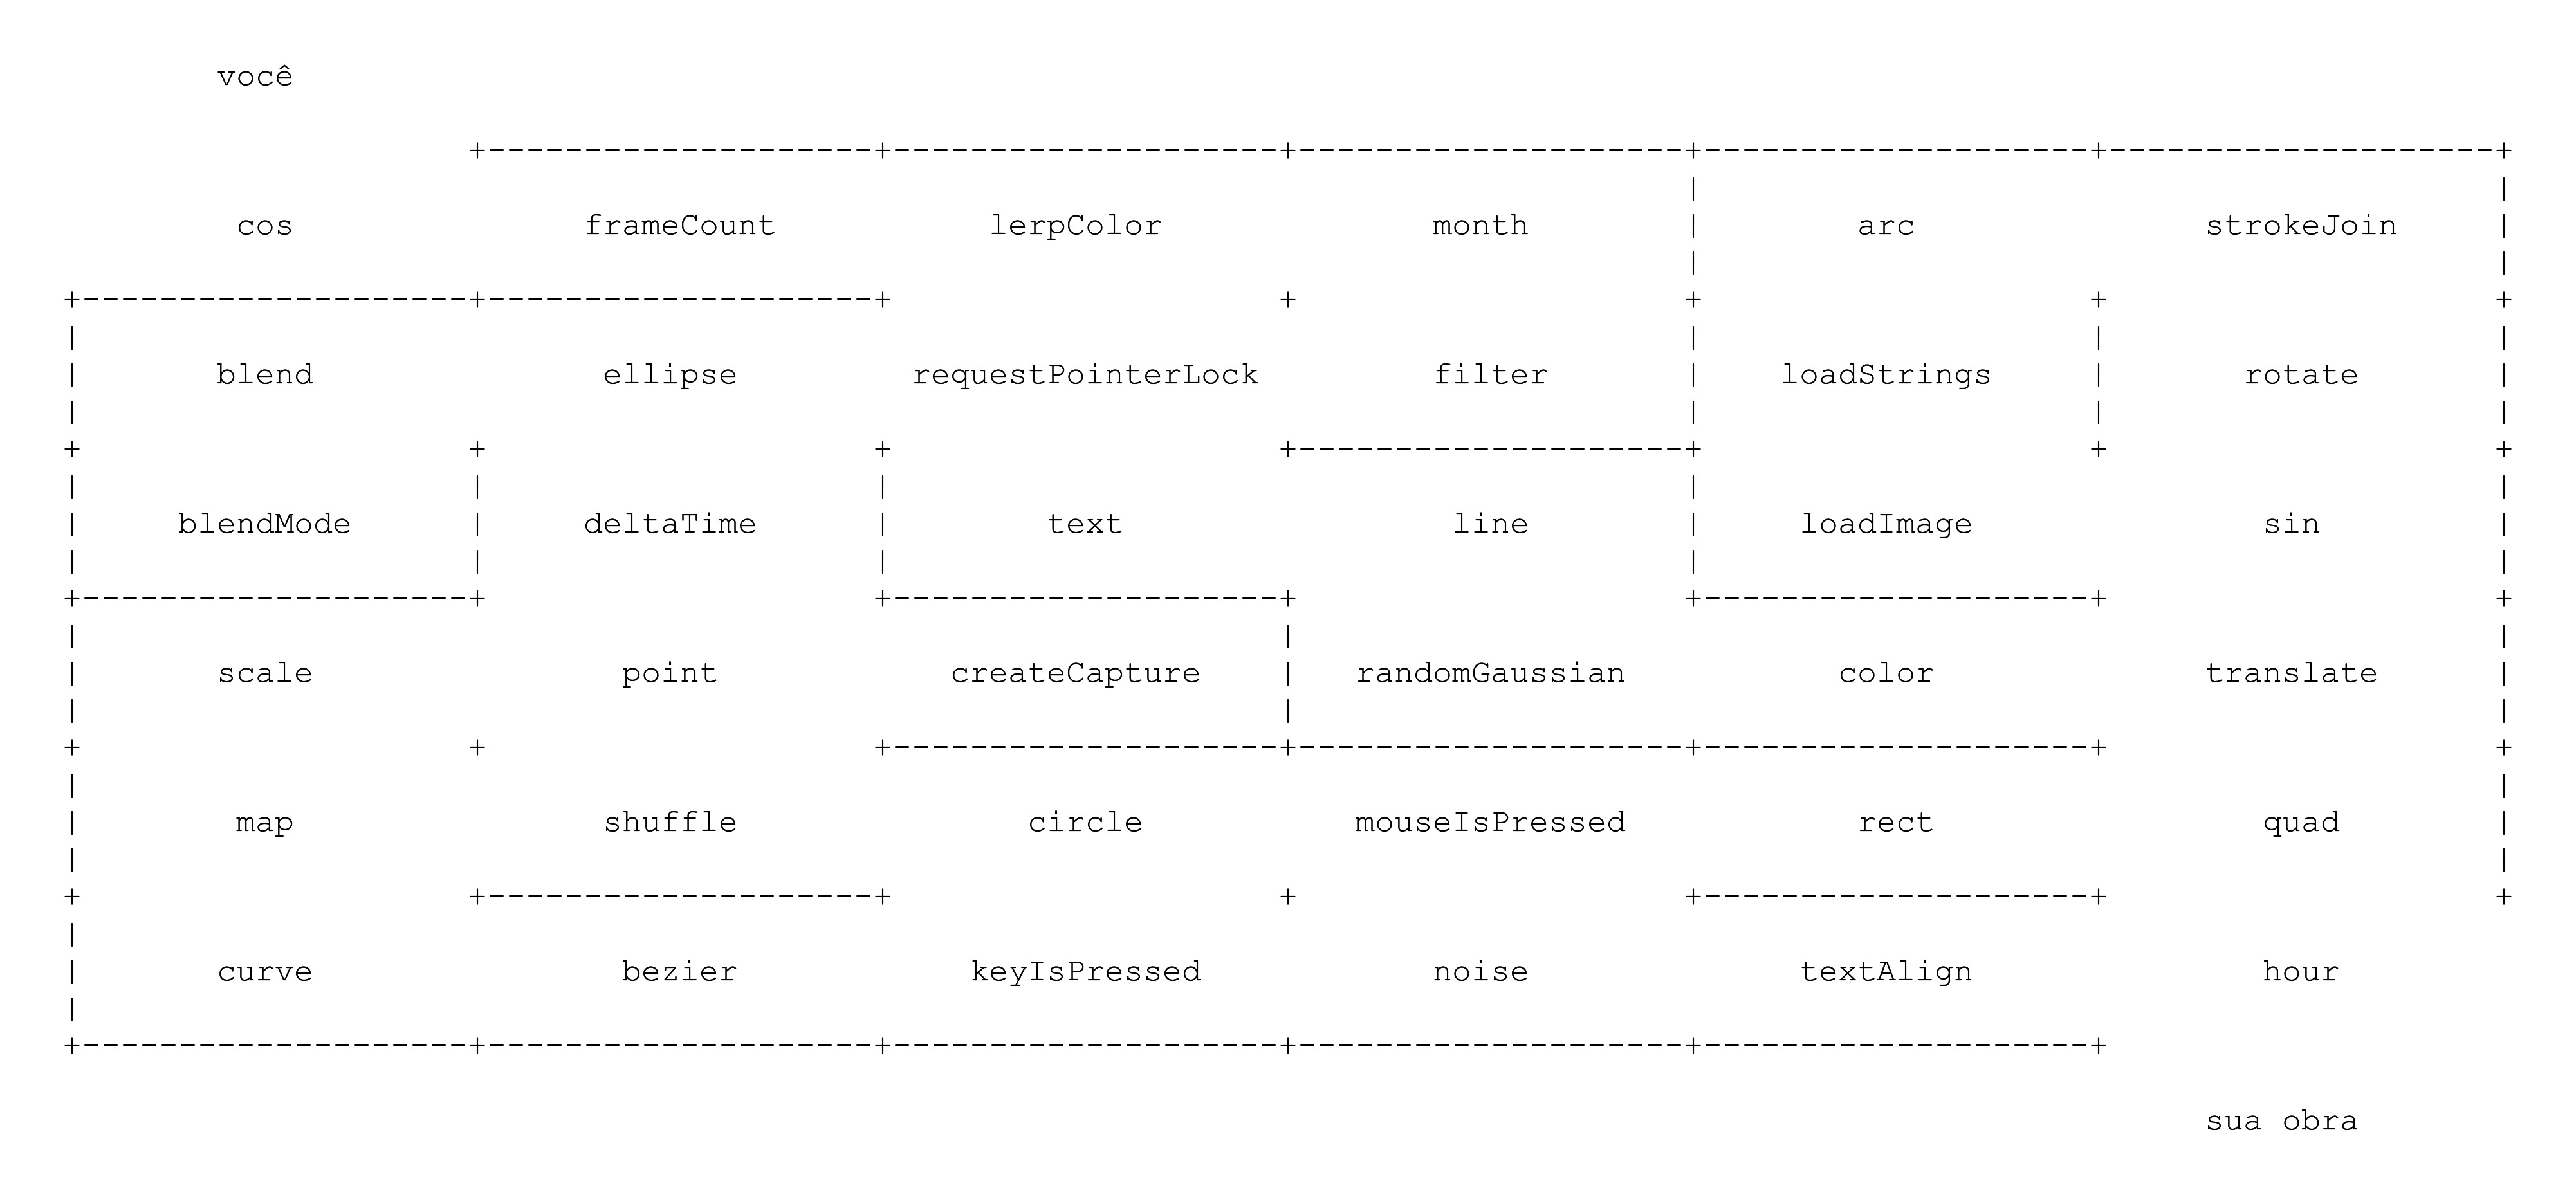 você
cos frameCount lerpColor month arc strokeJoin
blend ellipse requestPointerLock filter loadStrings rotate
blendMode deltaTime text line loadImage sin
scale point createCapture randomGaussian color translate
map shuffle circle mouseIsPressed rect quad
curve bezier keyIsPressed noise textAlign hour
sua obra